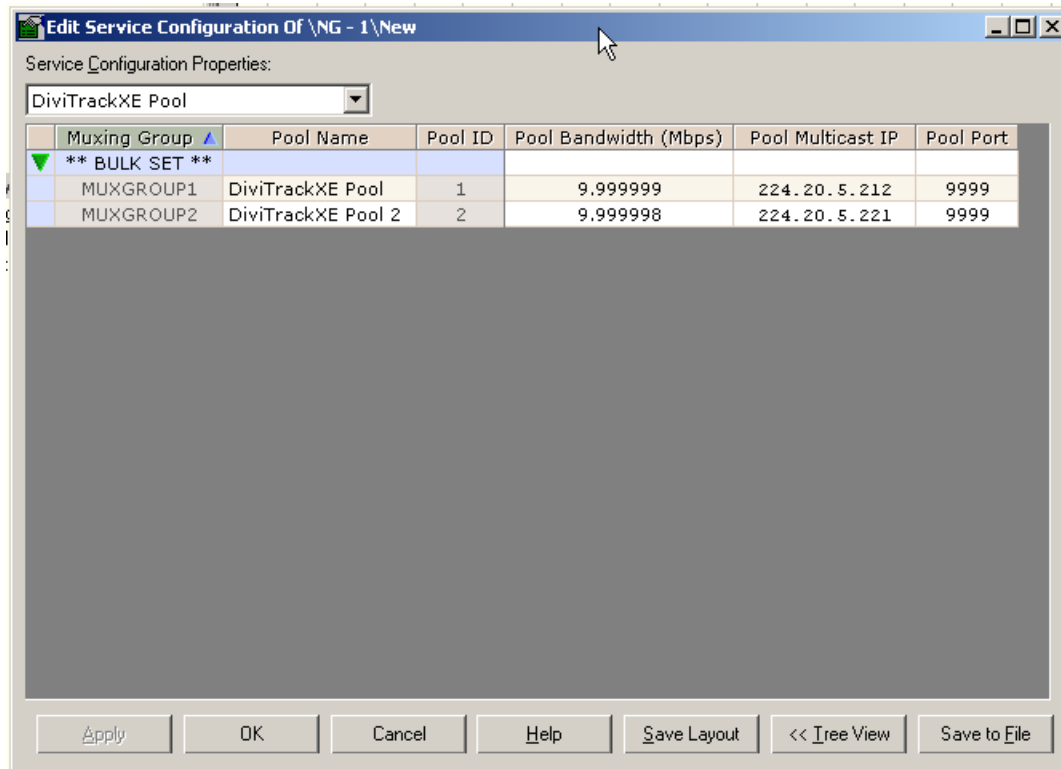 Edit Service Configuration Of \NG - 1\New
Service Configuration Properties:
DiviTrackXE Pool
Muxing Group Pool Name Pool ID Pool Bandwidth (Mbps) Pool Multicast IP Pool Port
** BULK SET **
MUXGROUP1 DiviTrackXE Pool 1 9.999999 224.20.5.212 9999
MUXGROUP2 DiviTrackXE Pool 2 2 9.999998 224.20.5.221 9999
Apply OK Cancel Help Save Layout << Tree View Save to File